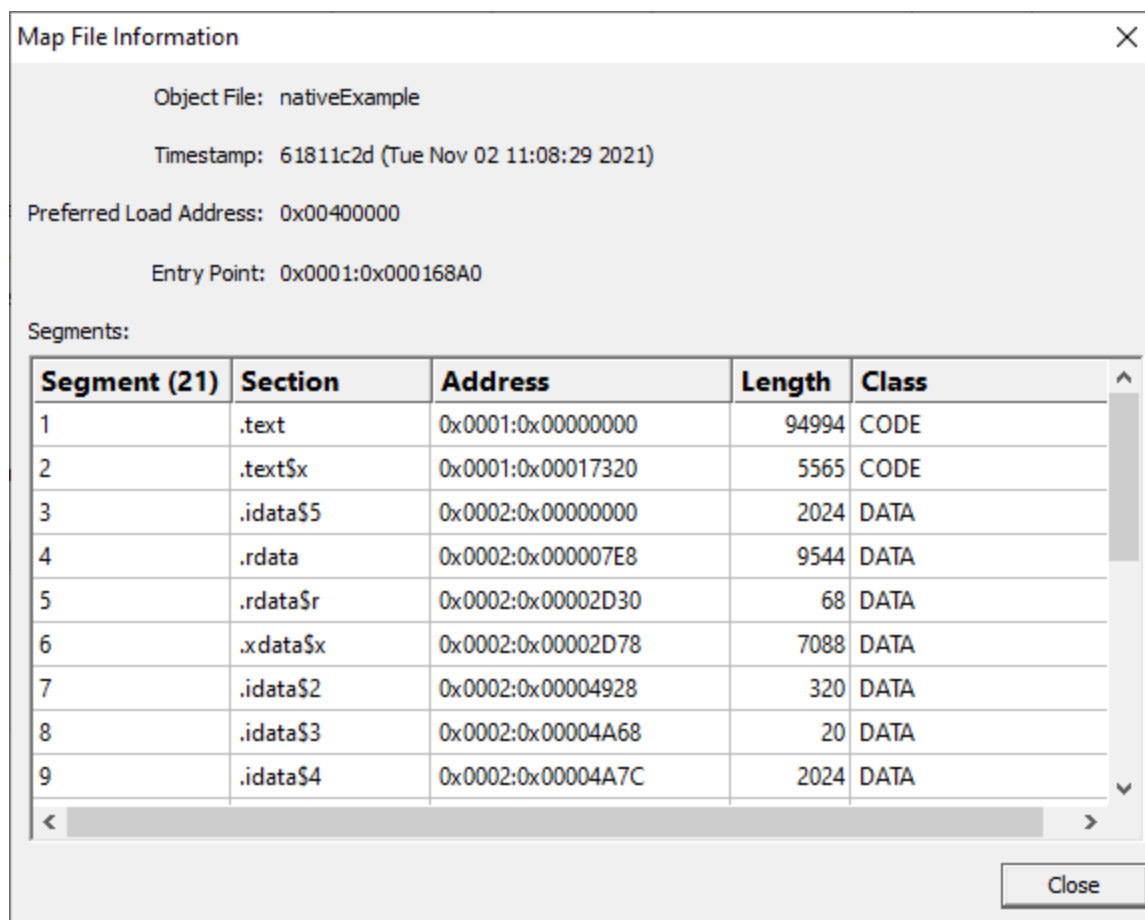 Map File Information
Object File: nativeExample
Timestamp: 61811c2d (Tue Nov 02 11:08:29 2021)
Preferred Load Address: 0x00400000
Entry Point: 0x0001:0x000168A0
Segments:
Segment (21) Section Address Length Class
1 .text 0x0001:0x00000000 94994 CODE
2 .text$x 0x0001:0x00017320 5565 CODE
3 .idata$5 0x0002:0x00000000 2024 DATA
4 .rdata 0x0002:0x000007E8 9544 DATA
5 .rdata$r 0x0002:0x00002D30 68 DATA
6 .xdata$x 0x0002:0x00002D78 7088 DATA
7 .idata$2 0x0002:0x00004928 320 DATA
8 .idata$3 0x0002:0x00004A68 20 DATA
9 .idata$4 0x0002:0x00004A7C 2024 DATA
Close